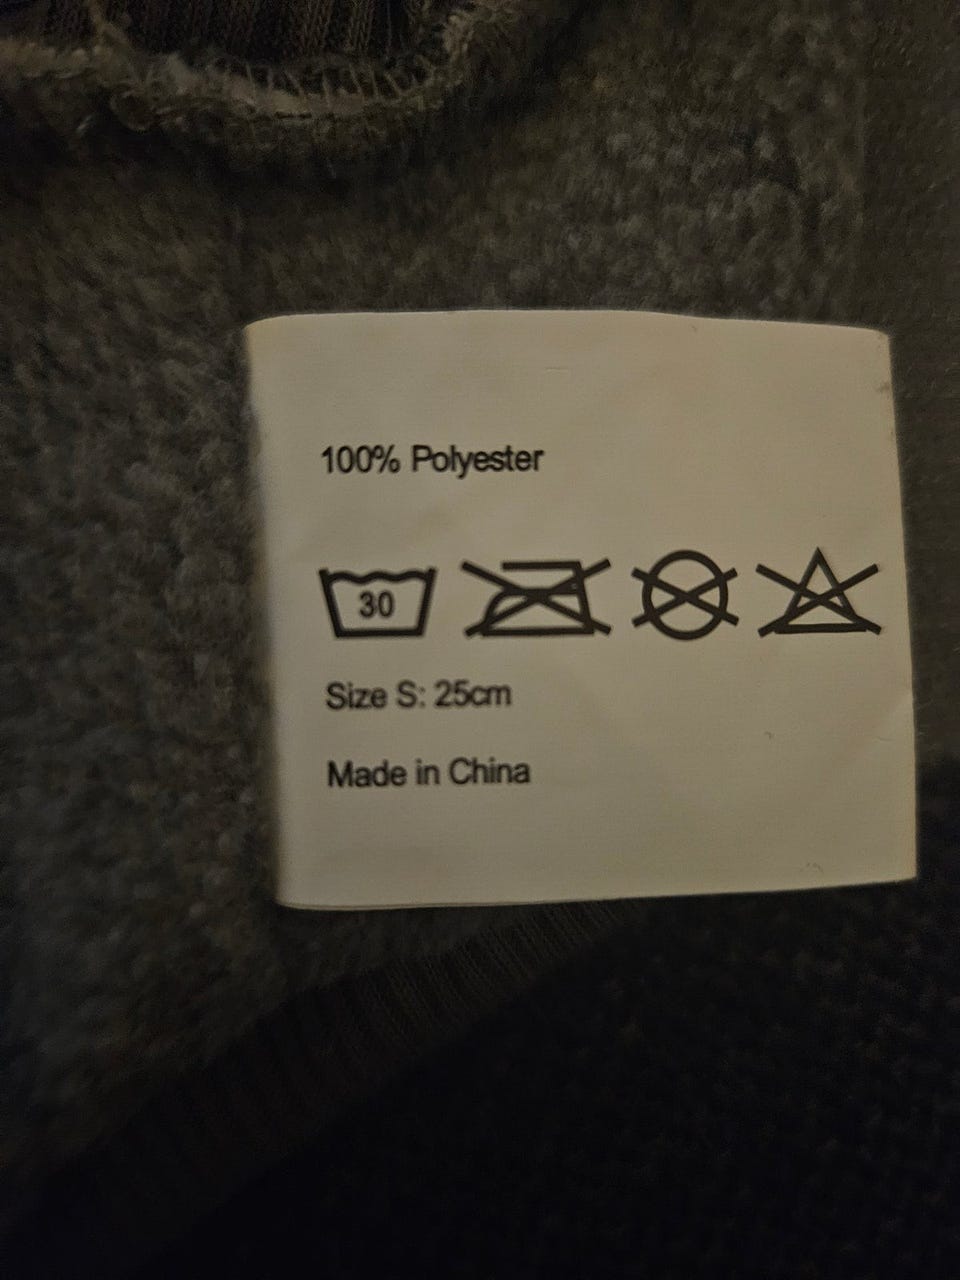 100% Polyester
30
Size S: 25cm
Made in China